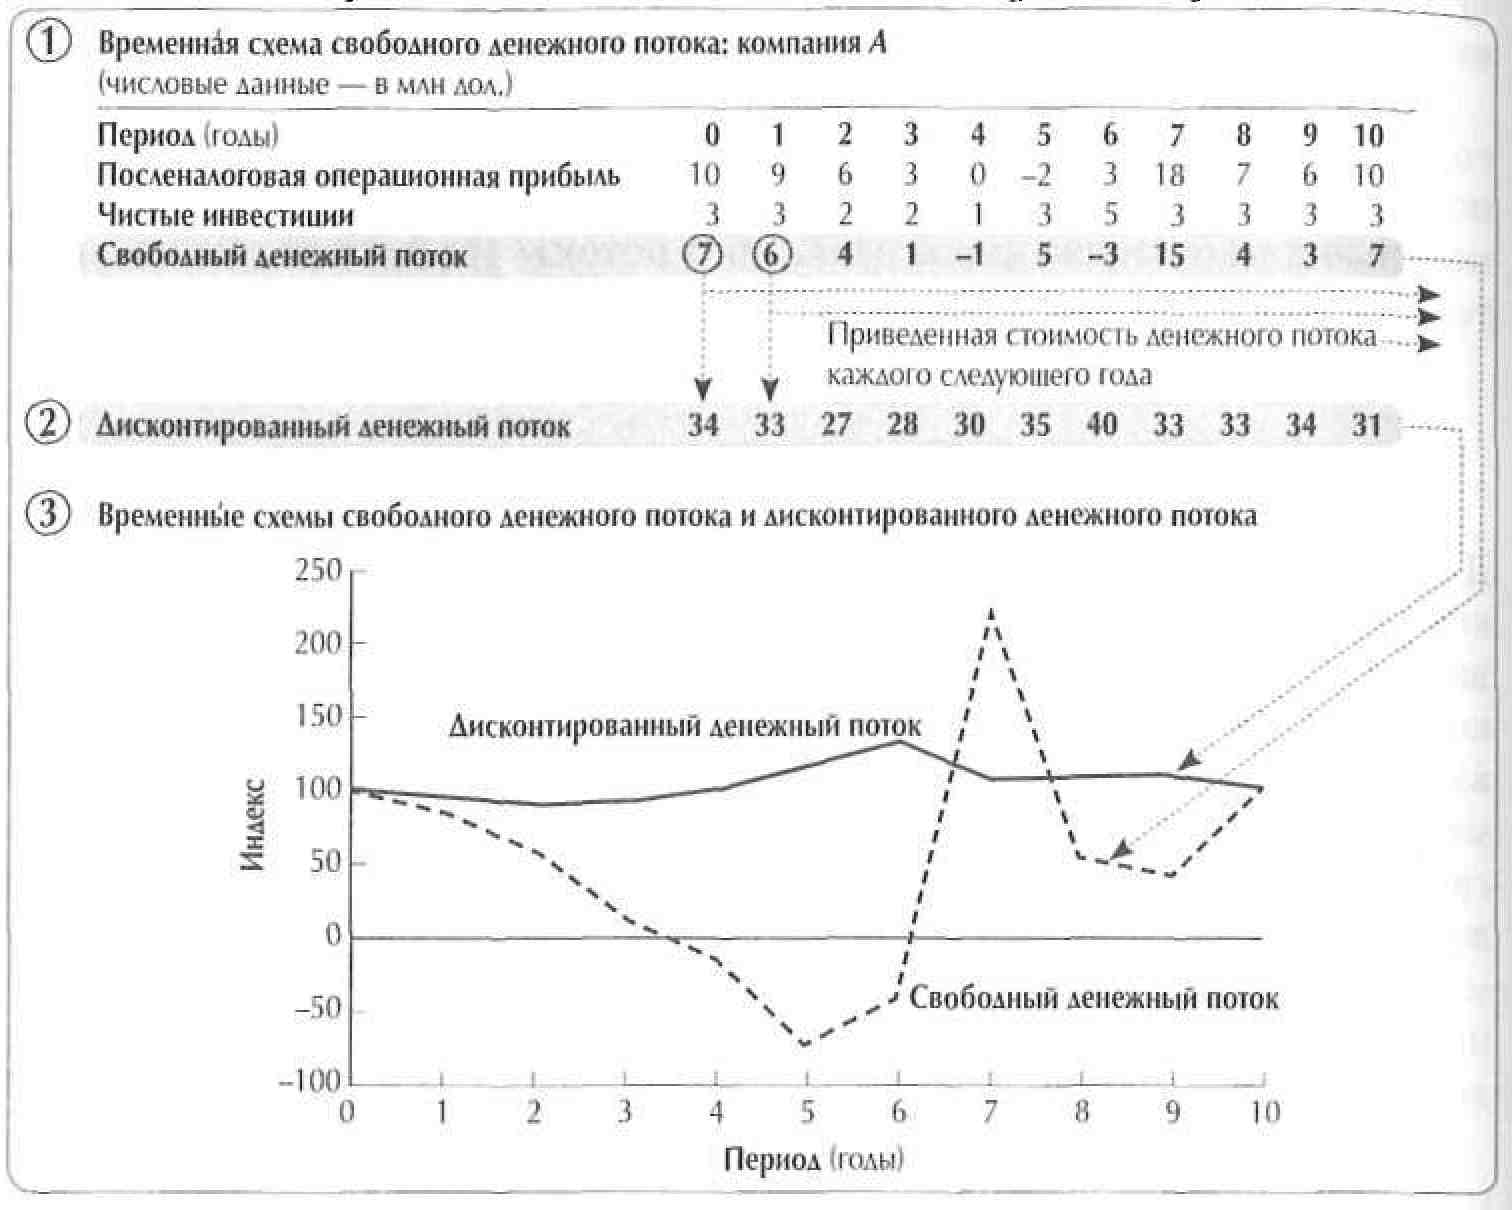 1 Временная схема свободного денежного потока: компания А
(числовые данные — в млн дол.)
Период (годы) 0 1 2 3 4 5 6 7 8 9 10
Посленалоговая операционная прибыль 10 9 6 3 0 –2 3 18 7 6 10
Чистые инвестиции 3 3 2 2 1 3 5 3 3 3 3
Свободный денежный поток 7 6 4 1 –1 5 –3 15 4 3 7
Приведенная стоимость денежного потока
каждого следующего года
2 Дисконтированный денежный поток 34 33 27 28 30 35 40 33 33 34 31
3 Временные схемы свободного денежного потока и дисконтированного денежного потока
250
200
150
Дисконтированный денежный поток
100
Индекс
50
0
–50
Свободный денежный поток
–100
0 1 2 3 4 5 6 7 8 9 10
Период (годы)